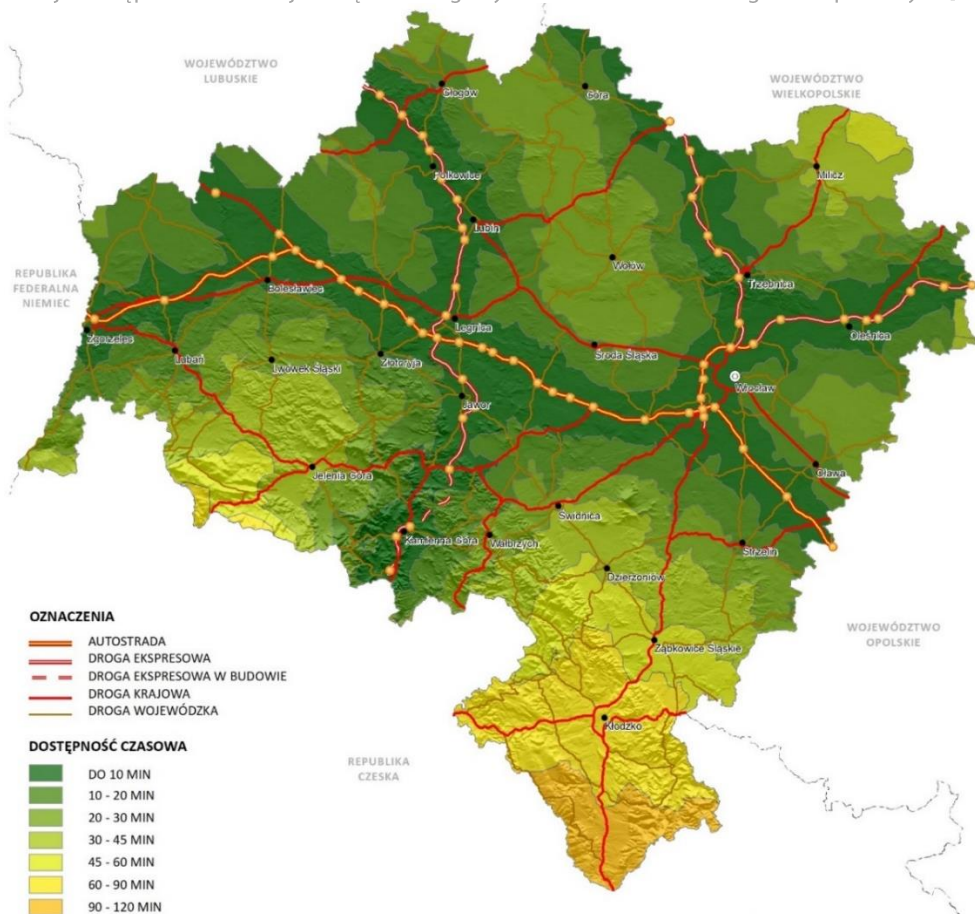 WOJEWÓDZTWO
LUBUSKIE
WOJEWÓDZTWO
WIELKOPOLSKIE
Głogów
Góra
Polkowice
Milicz
Lubin
REPUBLIKA
FEDERALNA
NIEMIEC
Wołów
Trzebnica
Bolesławiec
Zgorzelec
Legnica
Oleśnica
Lubań
Lwówek Śląski
Złotoryja
Środa Śląska
Wrocław
Jawor
Jelenia Góra
Oława
Świdnica
Kamienna Góra
Wałbrzych
Strzelin
Dzierżoniów
WOJEWÓDZTWO
OPOLSKIE
Ząbkowice Śląskie
Kłodzko
REPUBLIKA
CZESKA
OZNACZENIA
AUTOSTRADA
DROGA EKSPRESOWA
DROGA EKSPRESOWA W BUDOWIE
DROGA KRAJOWA
DROGA WOJEWÓDZKA
DOSTĘPNOŚĆ CZASOWA
DO 10 MIN
10 - 20 MIN
20 - 30 MIN
30 - 45 MIN
45 - 60 MIN
60 - 90 MIN
90 - 120 MIN